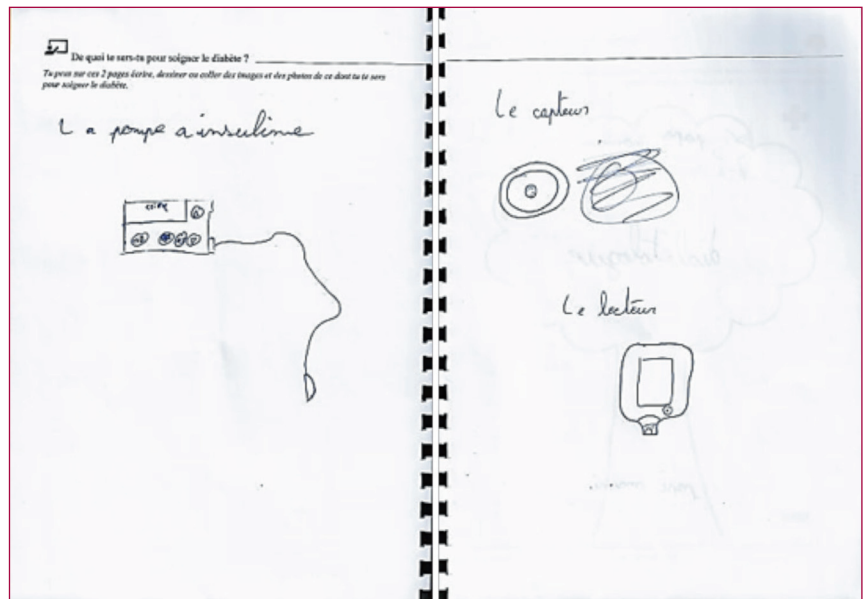 De quoi te sers-tu pour soigner le diabète ?
Tu peux sur ces 2 pages écrire, dessiner ou coller des images et des photos de ce dont tu te sers
pour soigner le diabète.
La pompe a insuline
Le capteur
Le lecteur